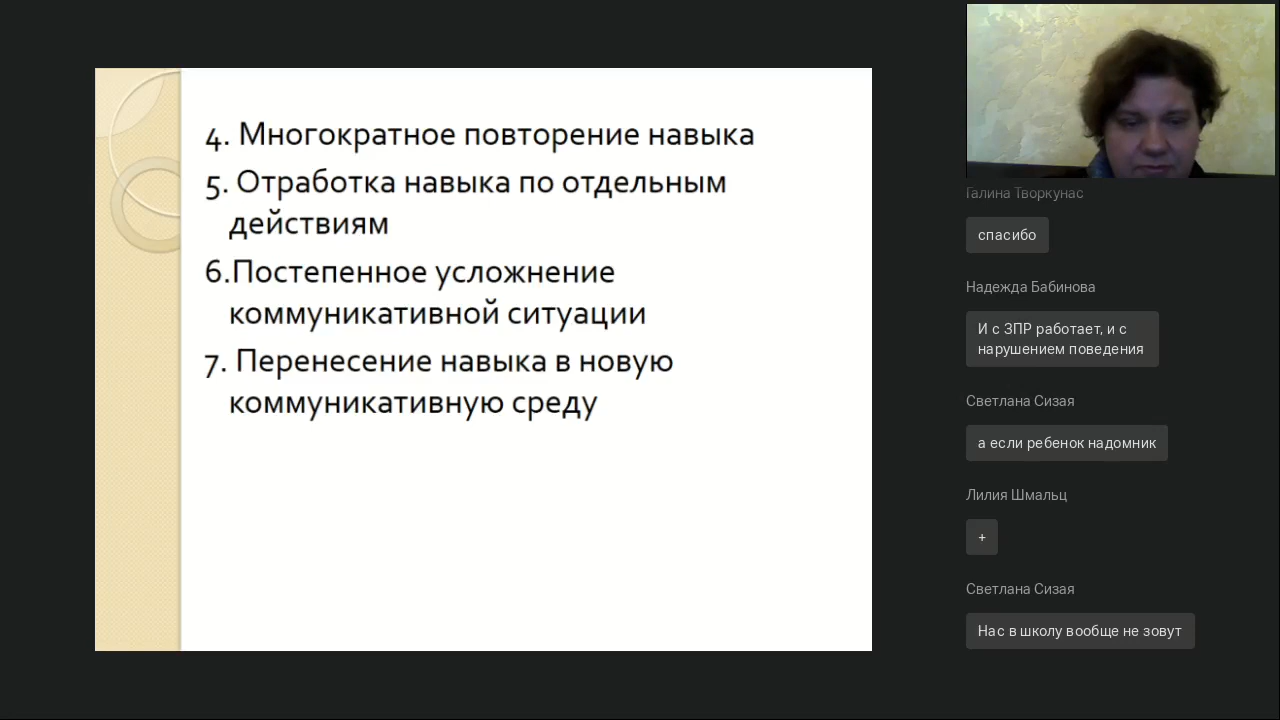 4. Многократное повторение навыка
5. Отработка навыка по отдельным
действиям
6.Постепенное усложнение
коммуникативной ситуации
7. Перенесение навыка в новую
коммуникативную среду
Галина Творкунас
спасибо
Надежда Бабинова
И с ЗПР работает, и с
нарушением поведения
Светлана Сизая
а если ребенок надомник
Лилия Шмальц
+
Светлана Сизая
Нас в школу вообще не зовут